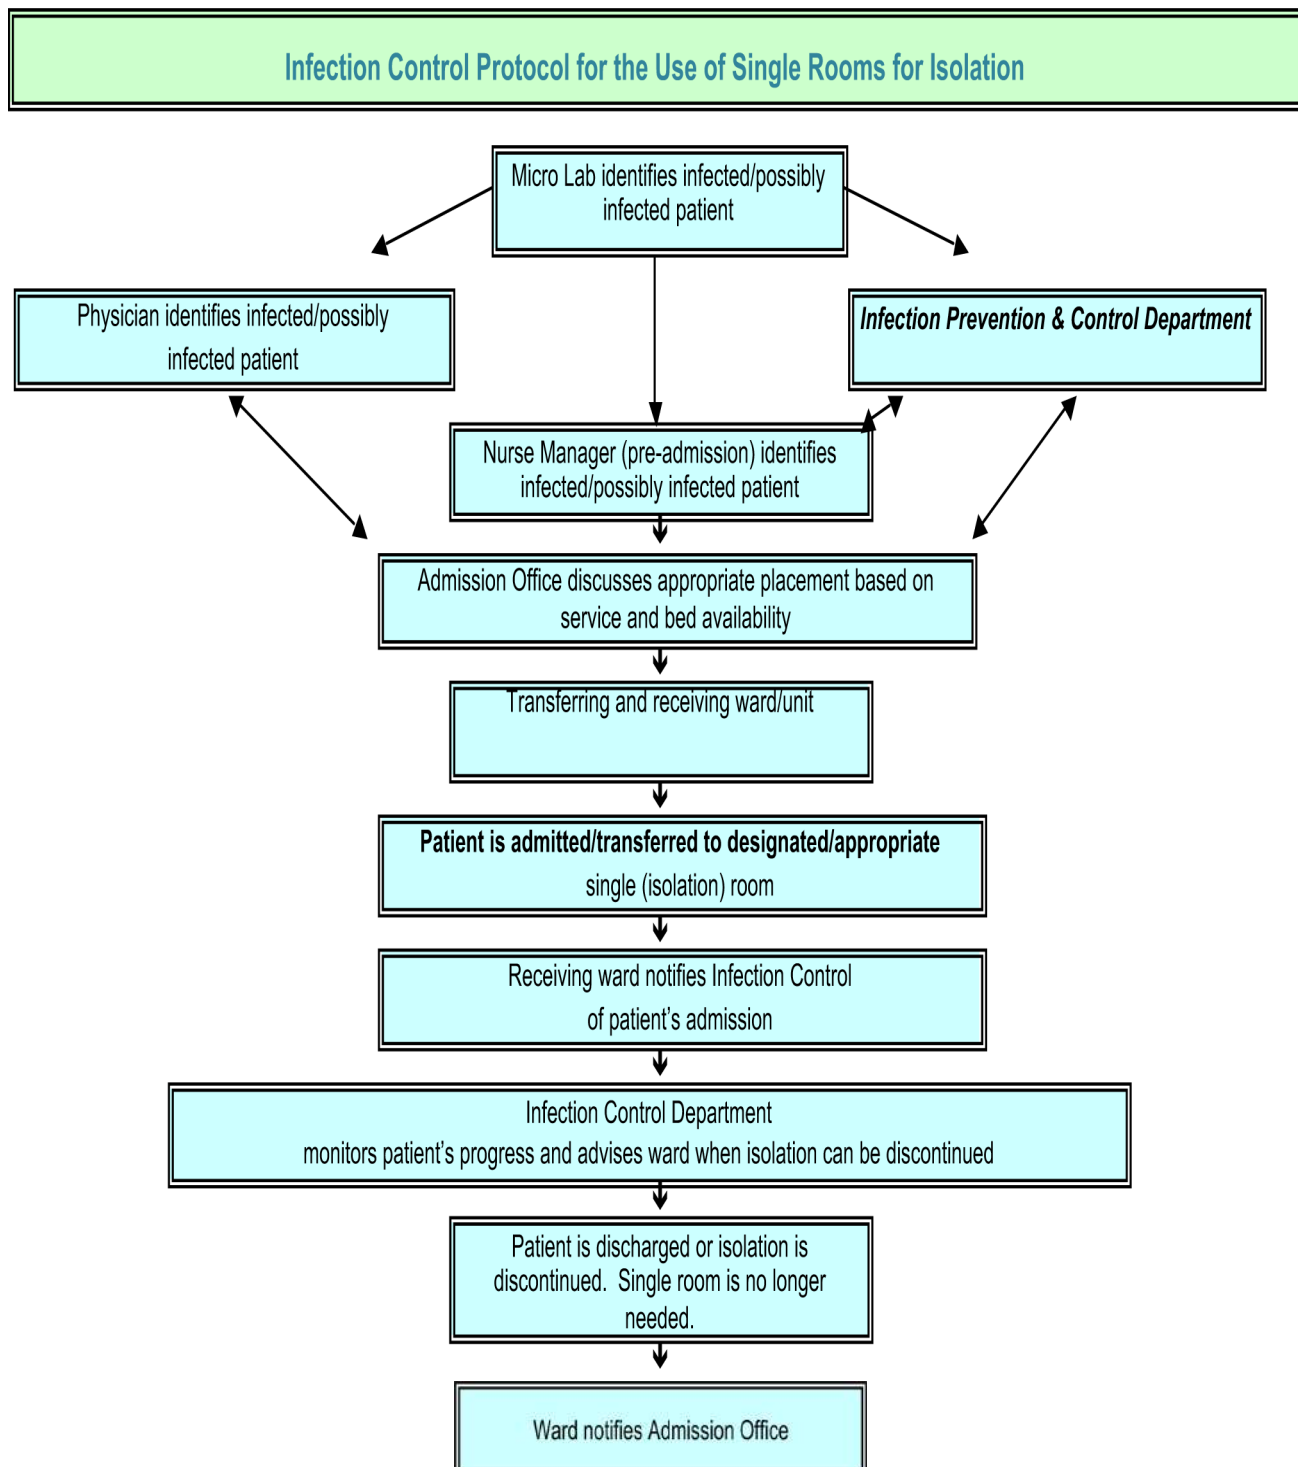 Infection Control Protocol for the Use of Single Rooms for Isolation
Micro Lab identifies infected/possibly
infected patient
Physician identifies infected/possibly
infected patient
Infection Prevention & Control Department
Nurse Manager (pre-admission) identifies
infected/possibly infected patient
Admission Office discusses appropriate placement based on
service and bed availability
Transferring and receiving ward/unit
Patient is admitted/transferred to designated/appropriate
single (isolation) room
Receiving ward notifies Infection Control
of patient’s admission
Infection Control Department
monitors patient’s progress and advises ward when isolation can be discontinued
Patient is discharged or isolation is
discontinued.  Single room is no longer
needed.
Ward notifies Admission Office